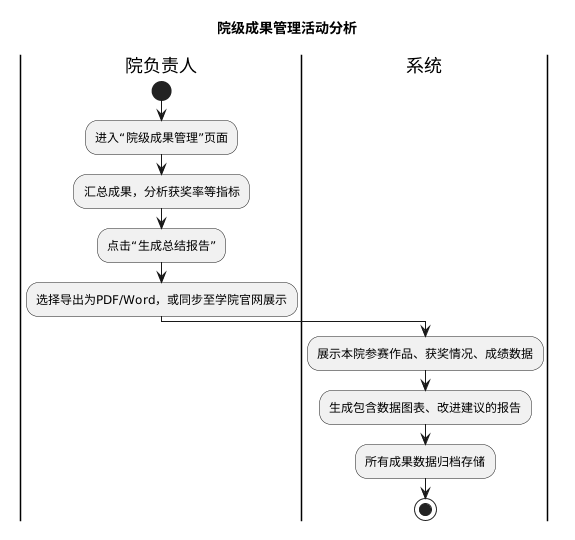 院级成果管理活动分析
院负责人
系统
进入“院级成果管理”页面
汇总成果，分析获奖率等指标
点击“生成总结报告”
选择导出为PDF/Word，或同步至学院官网展示
展示本院参赛作品、获奖情况、成绩数据
生成包含数据图表、改进建议的报告
所有成果数据归档存储